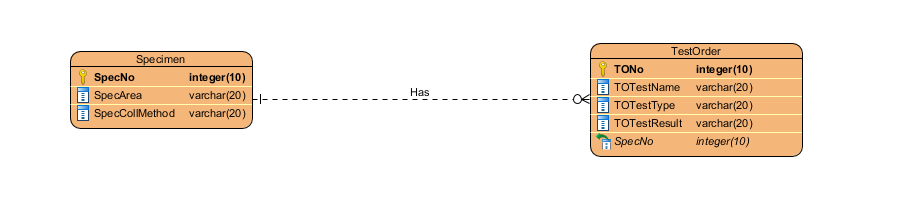 Specimen
SpecNo integer(10)
SpecArea varchar(20)
SpecCollMethod varchar(20)
Has
TestOrder
TONo integer(10)
TOTestName varchar(20)
TOTestType varchar(20)
TOTestResult varchar(20)
SpecNo integer(10)